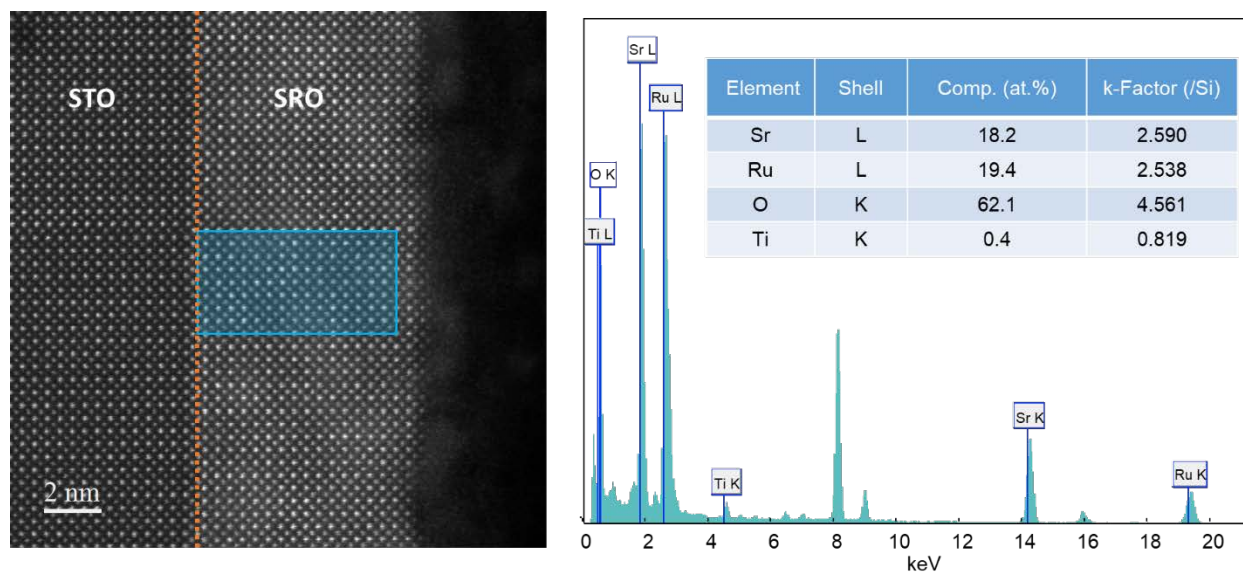 STO
SRO
2 nm
Sr L
Ru L
O K
Ti L
Ti K
Sr K
Ru K
0 2 4 6 8 10 12 14 16 18 20
keV
Element Shell Comp. (at.%) k-Factor (/Si)
Sr L 18.2 2.590
Ru L 19.4 2.538
O K 62.1 4.561
Ti K 0.4 0.819